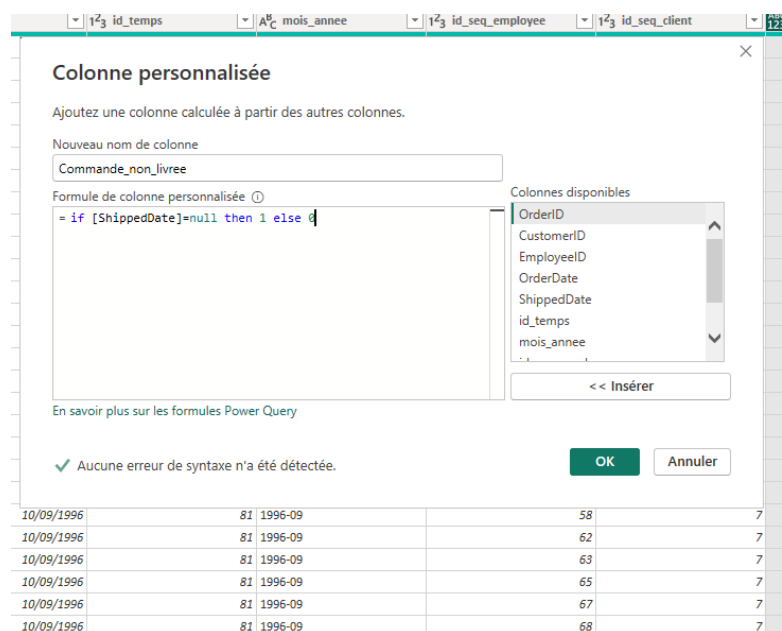 123 id_temps ABC mois_annee 123 id_seq_employee 123 id_seq_client 123
Colonne personnalisée
Ajoutez une colonne calculée à partir des autres colonnes.
Nouveau nom de colonne
Commande_non_livree
Formule de colonne personnalisée
Colonnes disponibles
= if [ShippedDate]=null then 1 else 0
OrderID
CustomerID
EmployeeID
OrderDate
ShippedDate
id_temps
mois_annee
<< Insérer
En savoir plus sur les formules Power Query
Aucune erreur de syntaxe n'a été détectée.
OK
Annuler
10/09/1996 81 1996-09 58 7
10/09/1996 81 1996-09 62 7
10/09/1996 81 1996-09 63 7
10/09/1996 81 1996-09 65 7
10/09/1996 81 1996-09 67 7
10/09/1996 81 1996-09 68 7